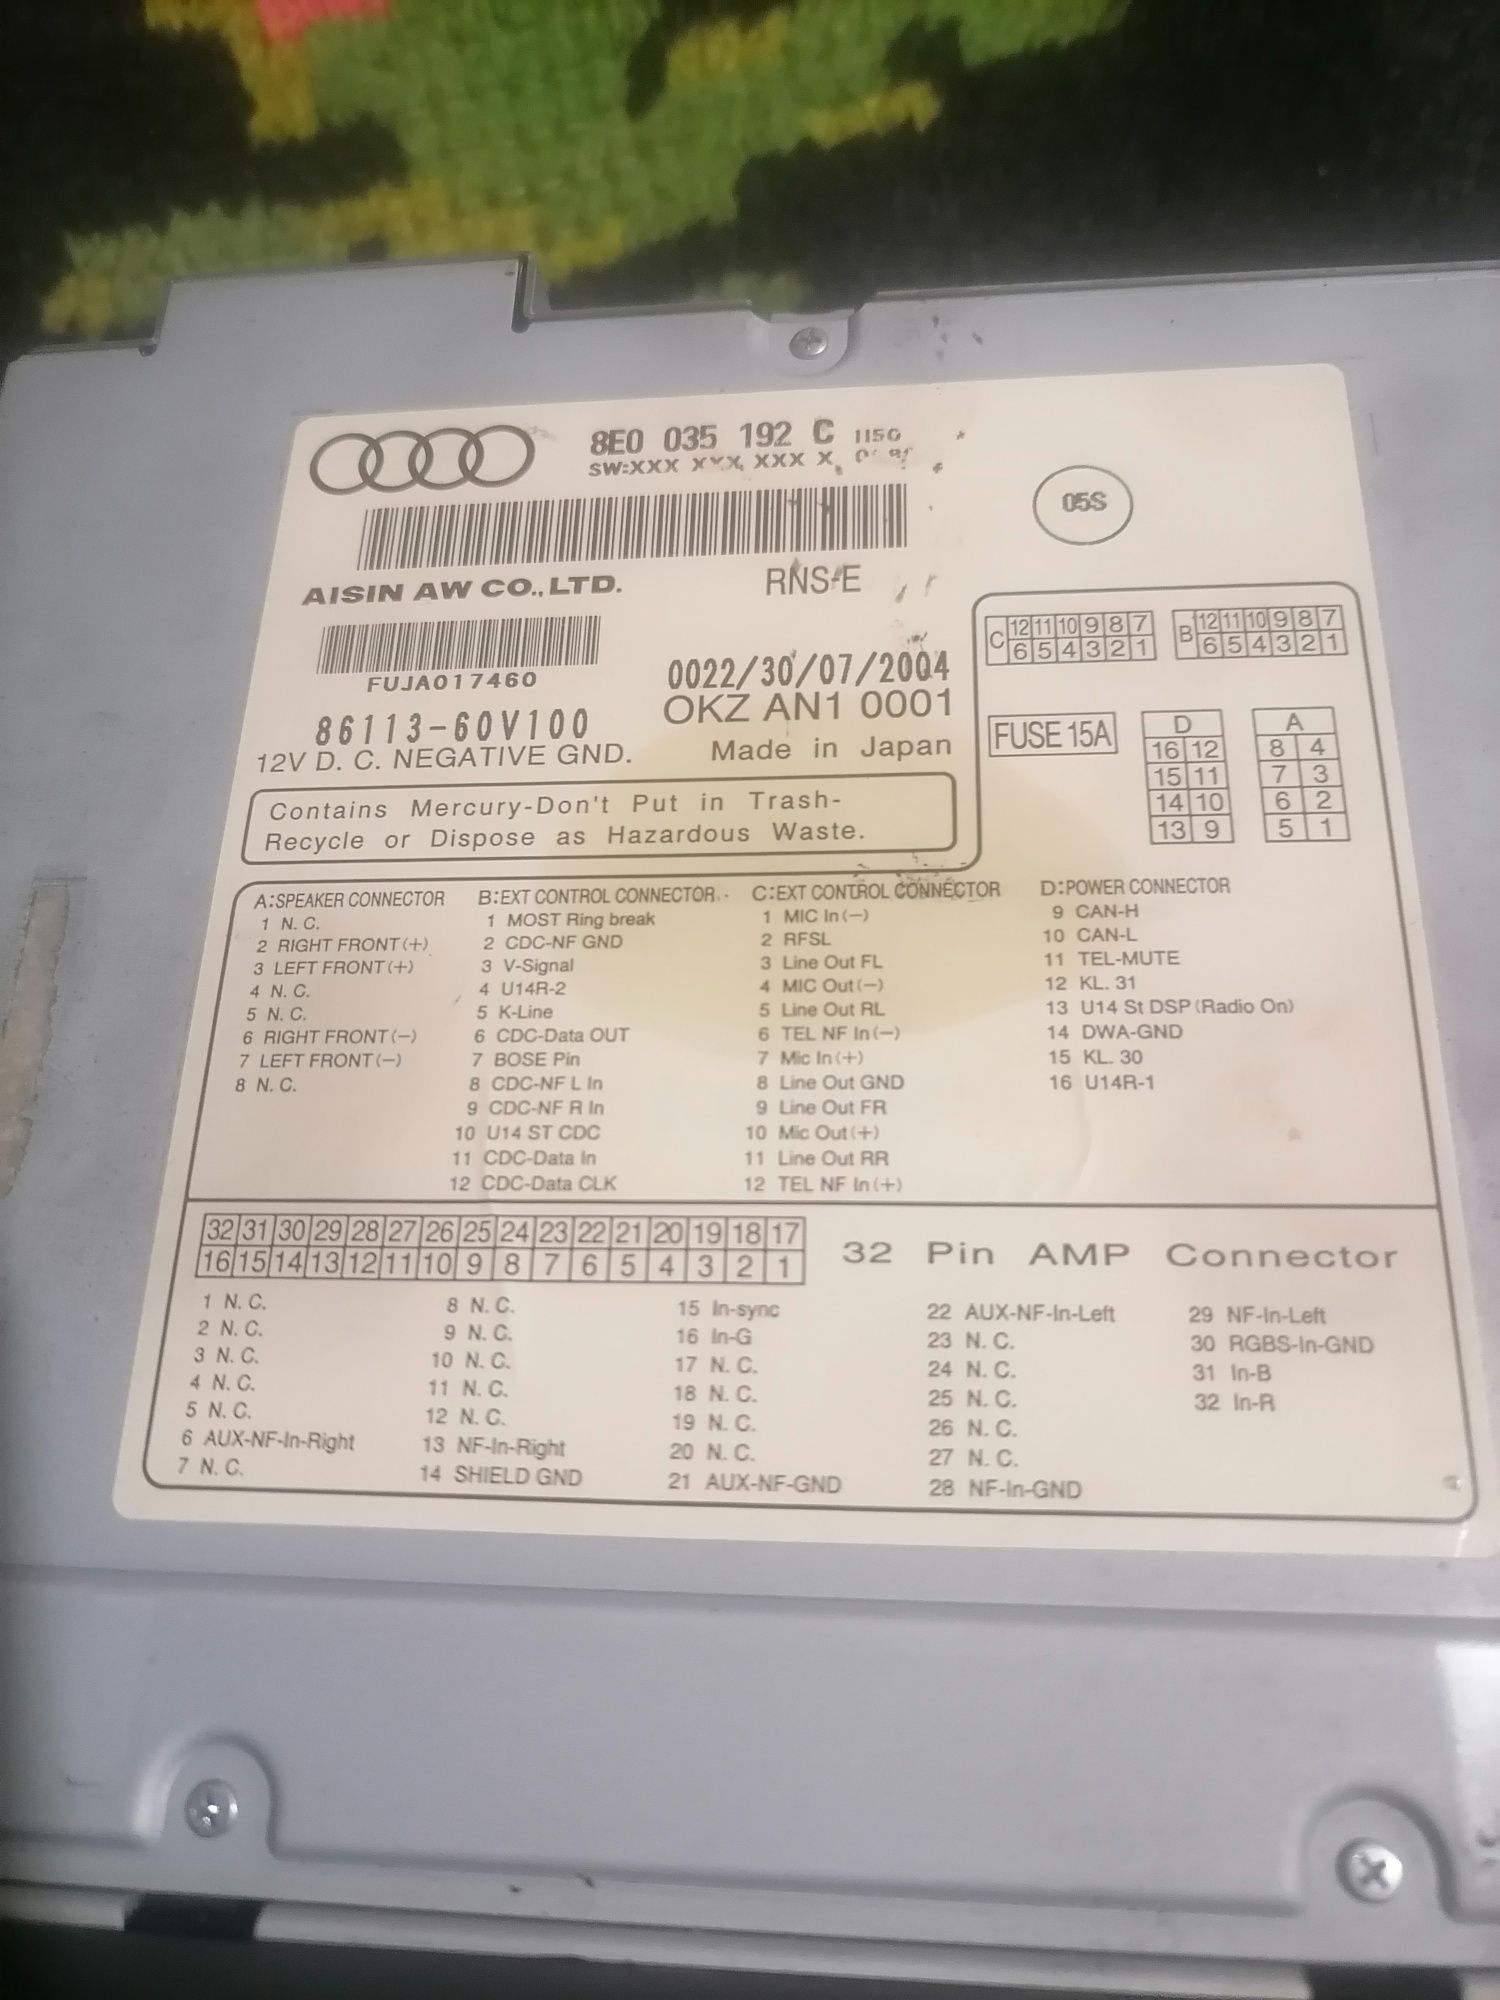 8E0 035 192 C 115G
SW:XXX XXX XXX X
05S
AISIN AW CO.,LTD.
RNS-E
FUJA017460
0022/30/07/2004
86113-60V100
OKZ AN1 0001
12V D. C. NEGATIVE GND.
Made in Japan
Contains Mercury-Don't Put in Trash-
Recycle or Dispose as Hazardous Waste.
C 12 11 10 9 8 7
6 5 4 3 2 1
B 12 11 10 9 8 7
6 5 4 3 2 1
FUSE 15A
D
16 12
15 11
14 10
13 9
A
8 4
7 3
6 2
5 1
A:SPEAKER CONNECTOR
1 N. C.
2 RIGHT FRONT(+)
3 LEFT FRONT(+)
4 N. C.
5 N. C.
6 RIGHT FRONT(−)
7 LEFT FRONT(−)
8 N. C.
B:EXT CONTROL CONNECTOR
1 MOST Ring break
2 CDC-NF GND
3 V-Signal
4 U14R-2
5 K-Line
6 CDC-Data OUT
7 BOSE Pin
8 CDC-NF L In
9 CDC-NF R In
10 U14 ST CDC
11 CDC-Data In
12 CDC-Data CLK
C:EXT CONTROL CONNECTOR
1 MIC In(−)
2 RFSL
3 Line Out FL
4 MIC Out(−)
5 Line Out RL
6 TEL NF In(−)
7 Mic In(+)
8 Line Out GND
9 Line Out FR
10 Mic Out(+)
11 Line Out RR
12 TEL NF In(+)
D:POWER CONNECTOR
9 CAN-H
10 CAN-L
11 TEL-MUTE
12 KL. 31
13 U14 St DSP (Radio On)
14 DWA-GND
15 KL. 30
16 U14R-1
32 31 30 29 28 27 26 25 24 23 22 21 20 19 18 17
16 15 14 13 12 11 10 9 8 7 6 5 4 3 2 1
32 Pin AMP Connector
1 N. C.
2 N. C.
3 N. C.
4 N. C.
5 N. C.
6 AUX-NF-In-Right
7 N. C.
8 N. C.
9 N. C.
10 N. C.
11 N. C.
12 N. C.
13 NF-In-Right
14 SHIELD GND
15 In-sync
16 In-G
17 N. C.
18 N. C.
19 N. C.
20 N. C.
21 AUX-NF-GND
22 AUX-NF-In-Left
23 N. C.
24 N. C.
25 N. C.
26 N. C.
27 N. C.
28 NF-In-GND
29 NF-In-Left
30 RGBS-In-GND
31 In-B
32 In-R